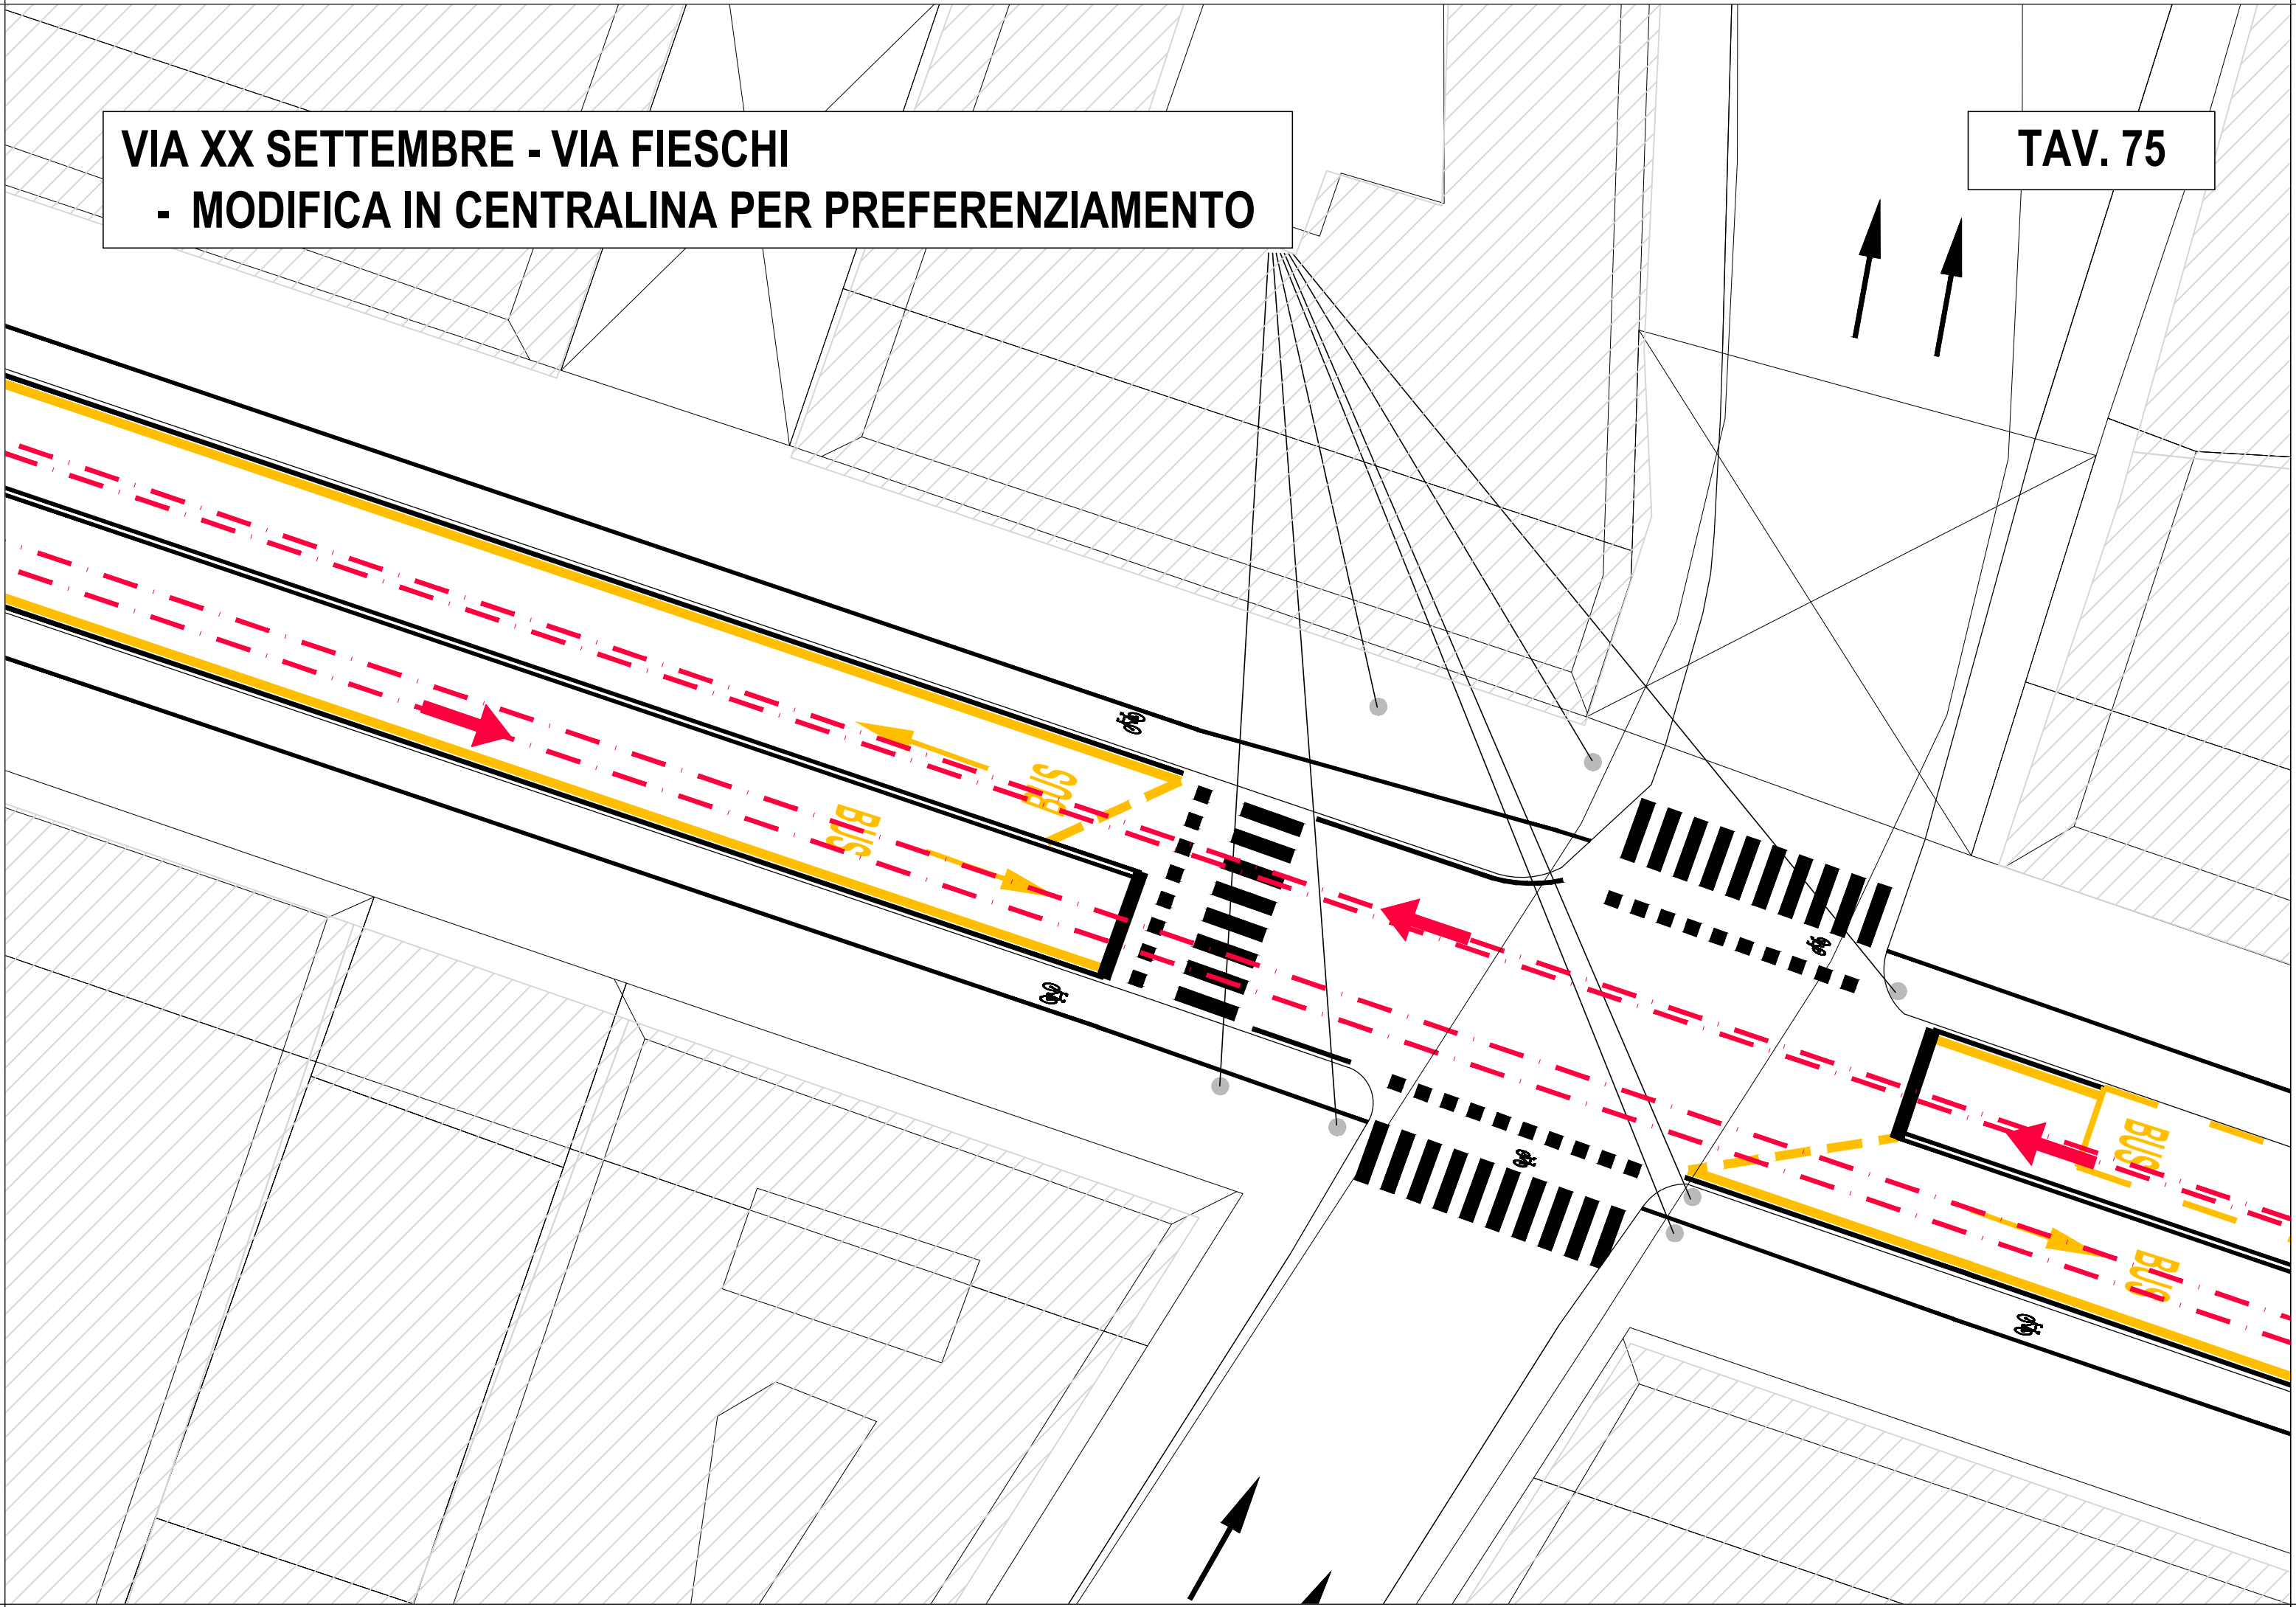 VIA XX SETTEMBRE - VIA FIESCHI
- MODIFICA IN CENTRALINA PER PREFERENZIAMENTO
TAV. 75
BUS
BUS
BUS
BUS